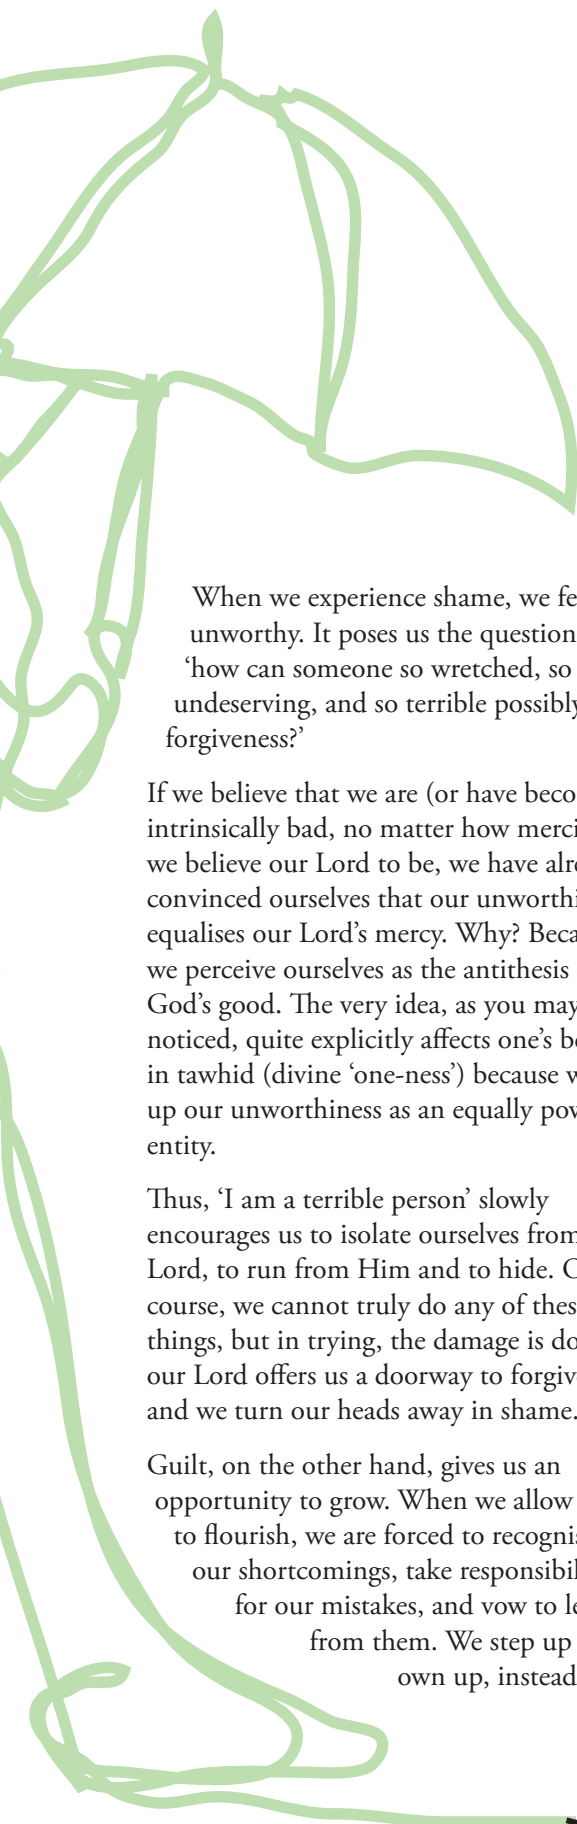 When we experience shame, we fe
unworthy. It poses us the question
‘how can someone so wretched, so
undeserving, and so terrible possibly
forgiveness?’
If we believe that we are (or have beco
intrinsically bad, no matter how merci
we believe our Lord to be, we have alre
convinced ourselves that our unworthi
equalises our Lord’s mercy. Why? Beca
we perceive ourselves as the antithesis
God’s good. The very idea, as you may
noticed, quite explicitly affects one’s be
in tawhid (divine ‘one-ness’) because w
up our unworthiness as an equally pow
entity.
Thus, ‘I am a terrible person’ slowly
encourages us to isolate ourselves from
Lord, to run from Him and to hide. O
course, we cannot truly do any of thes
things, but in trying, the damage is do
our Lord offers us a doorway to forgiv
and we turn our heads away in shame.
Guilt, on the other hand, gives us an
opportunity to grow. When we allow
to flourish, we are forced to recognis
our shortcomings, take responsibil
for our mistakes, and vow to le
from them. We step up
own up, instead